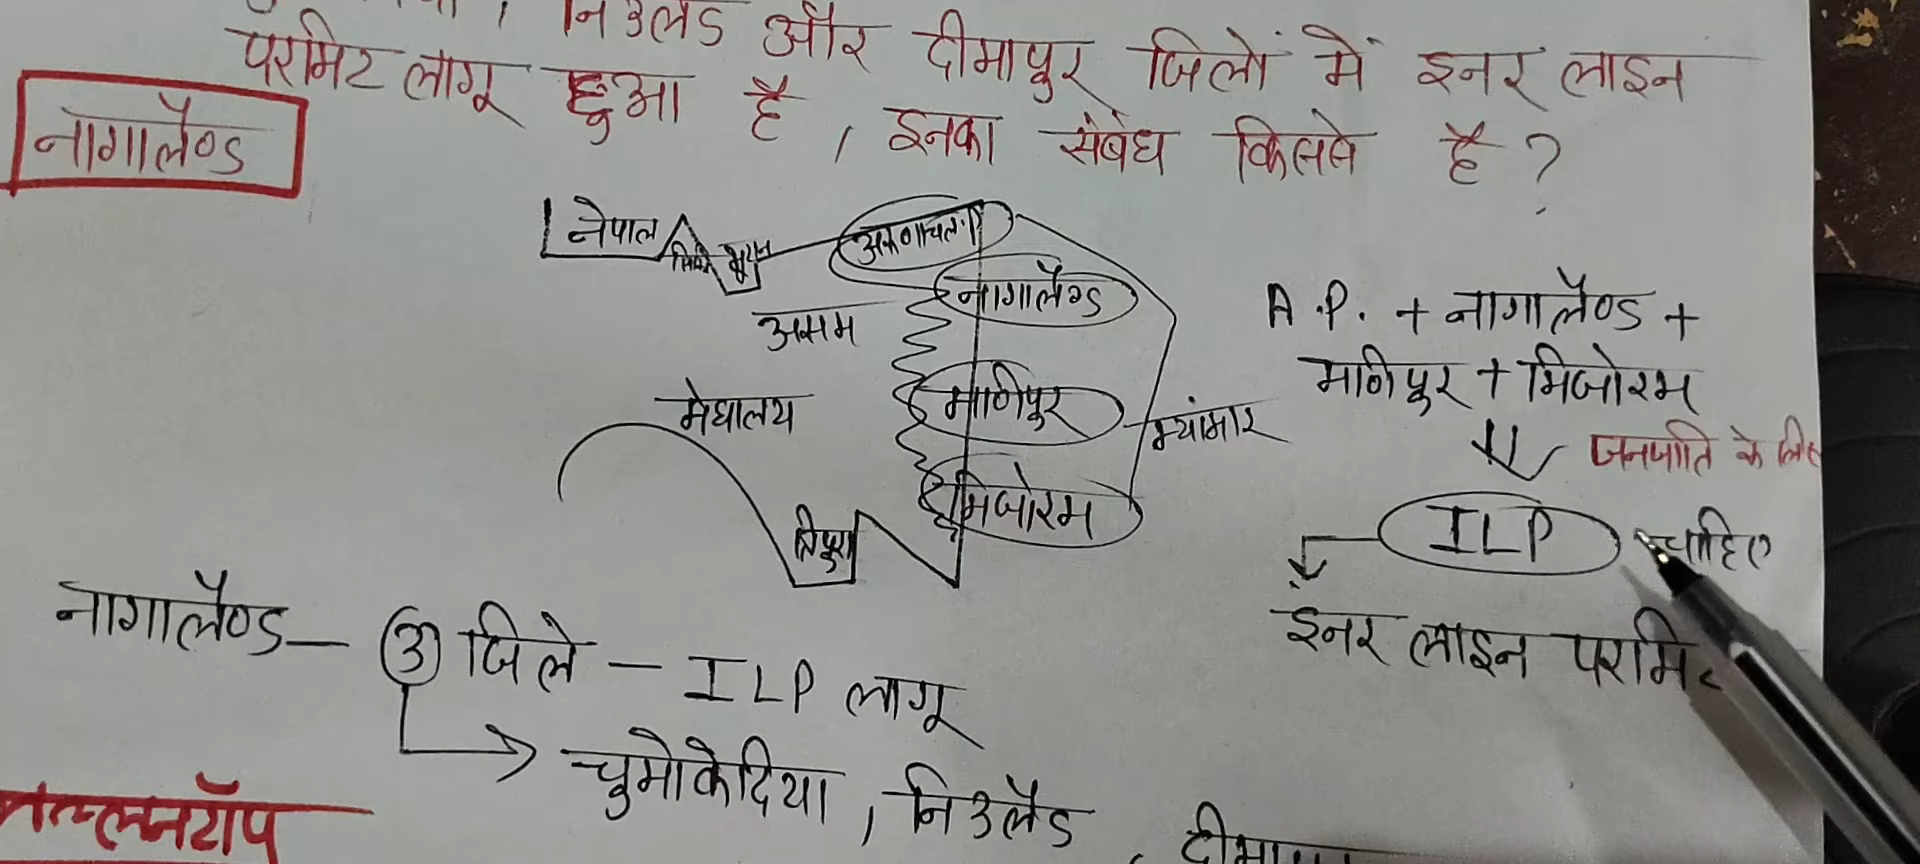 , निउलैंड और दीमापुर जिलों में इनर लाइन
परमिट लागू हुआ है, इनका संबंध किससे है ?
नागालैण्ड
नेपाल
भूटान
अरुणाचल
नागालैण्ड
असम
मेघालय
मणिपुर
म्यांमार
मिजोरम
त्रिपुरा
A.P. + नागालैण्ड +
मणिपुर + मिजोरम
जनजाति के लिए
ILP चाहिए
इनर लाइन परमिट
नागालैण्ड - ③ जिले - ILP लागू
चुमोकेदिया, निउलैंड,